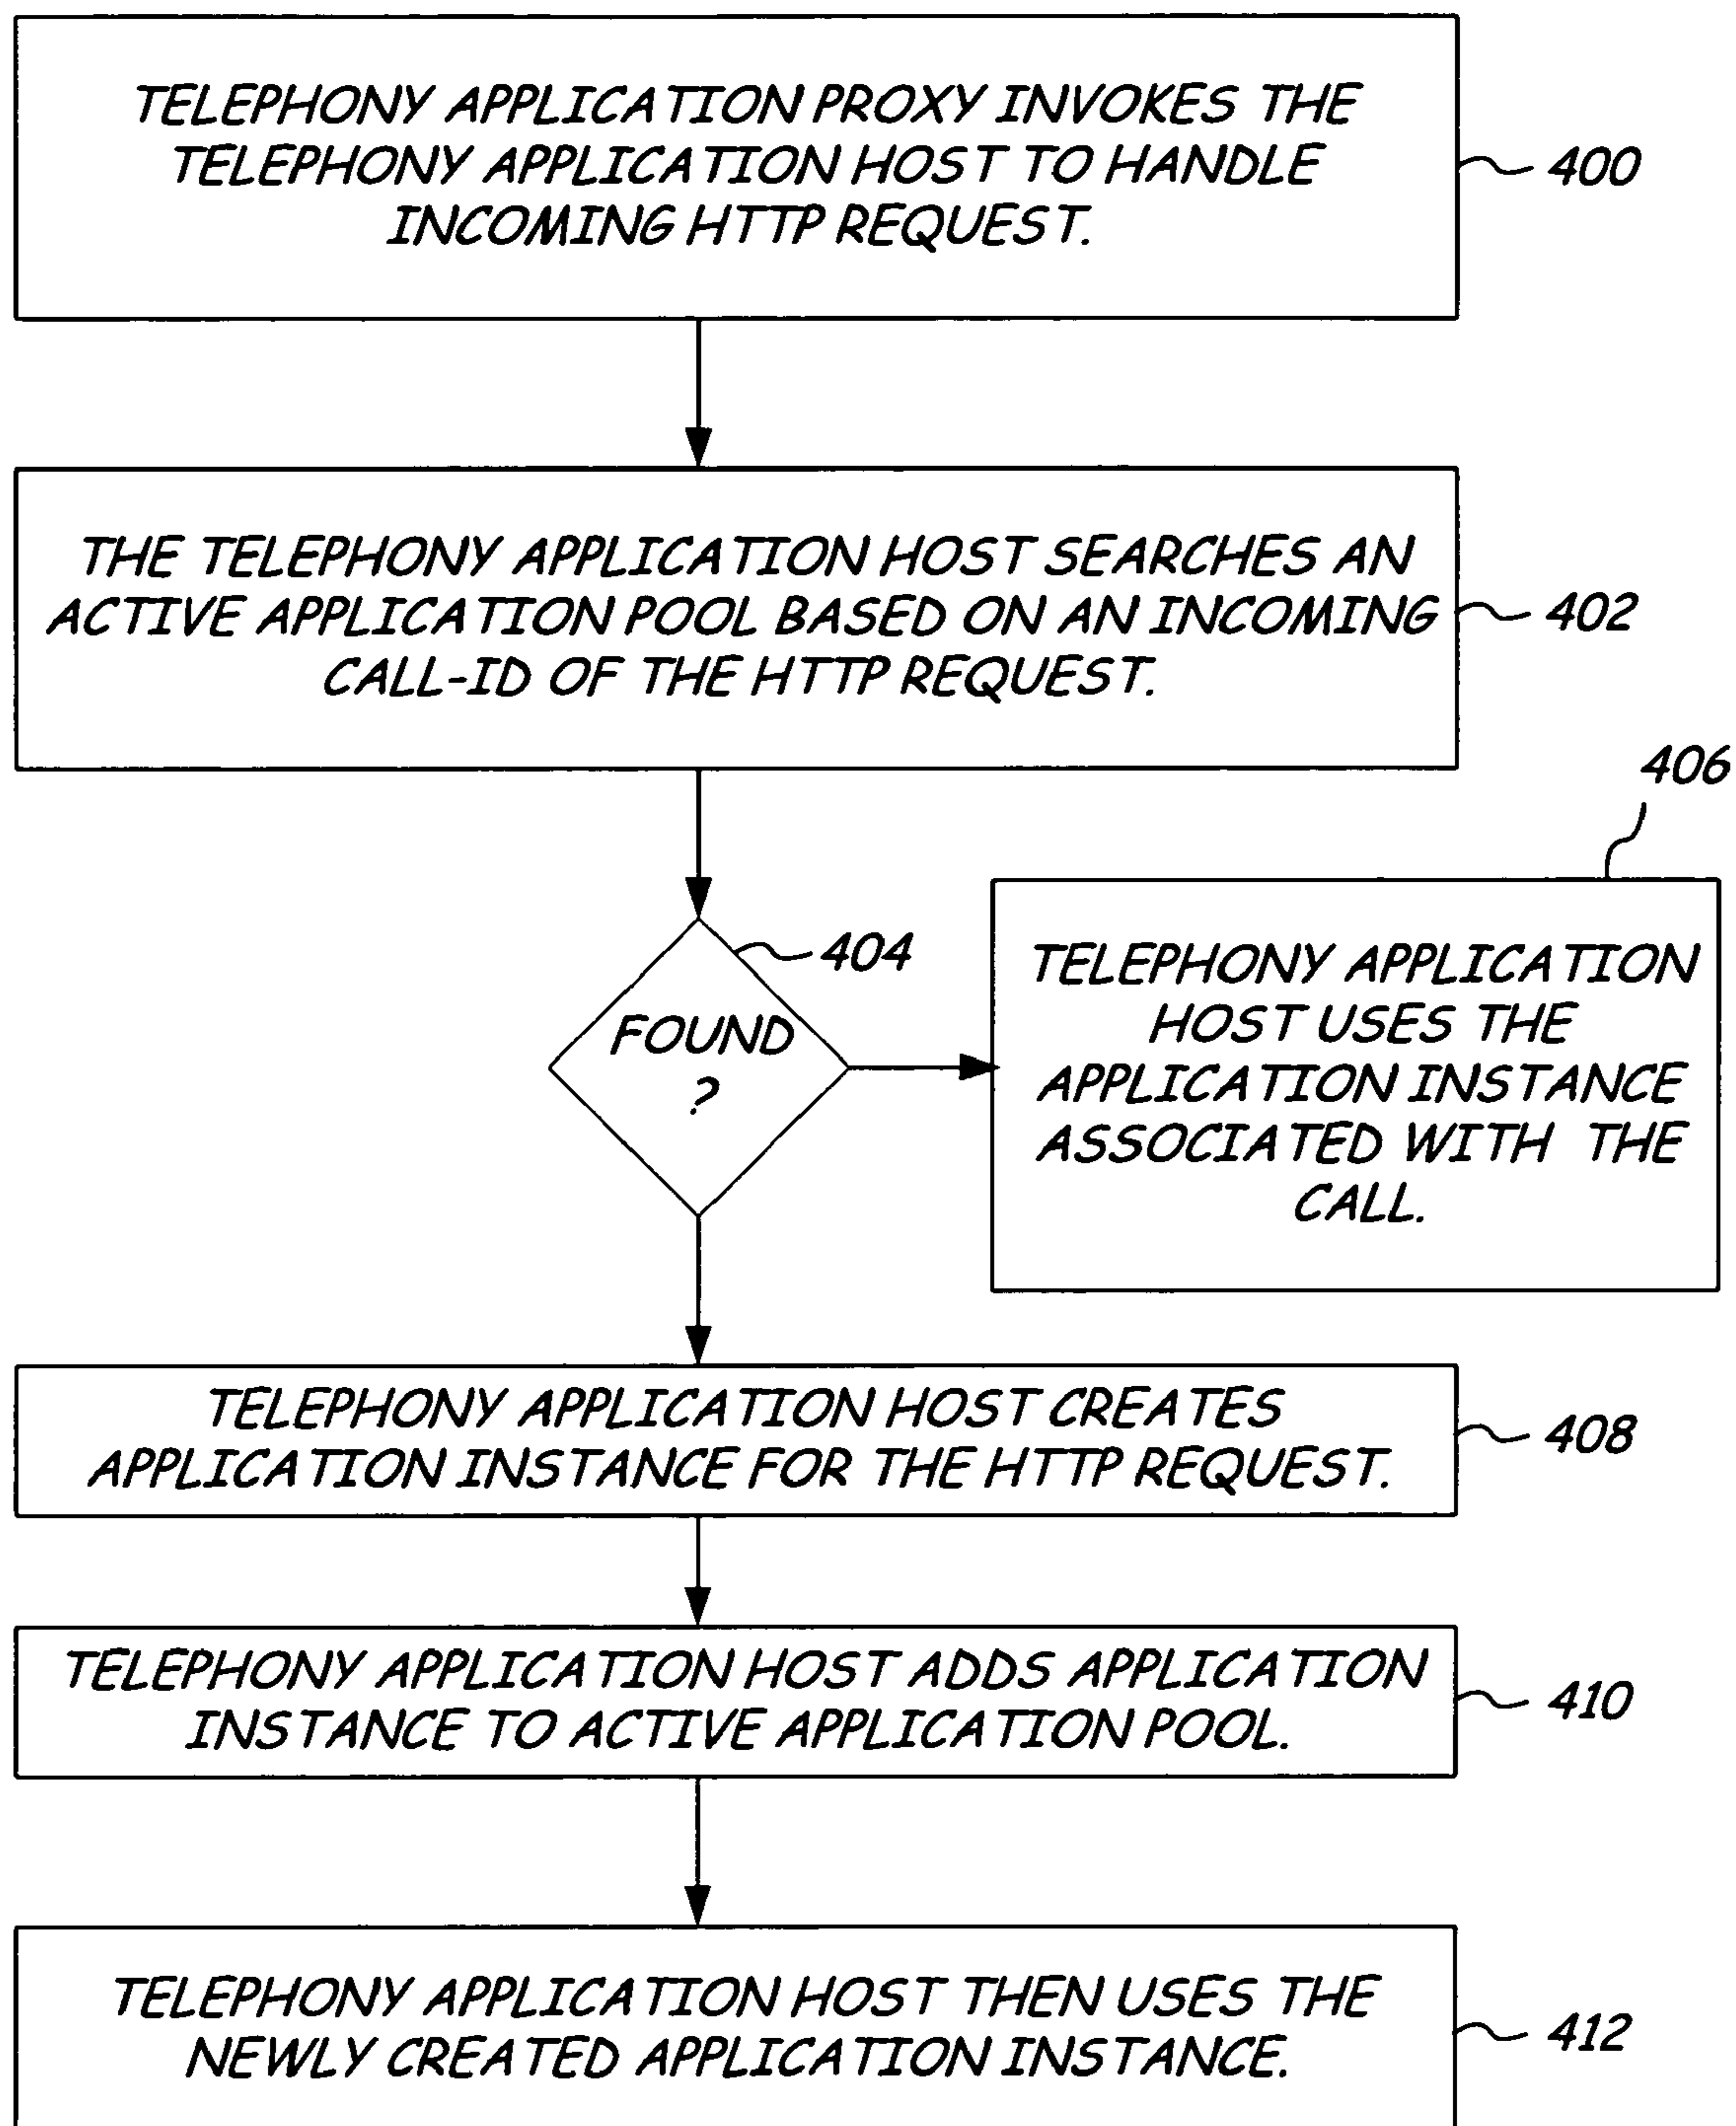 TELEPHONY APPLICATION PROXY INVOKES THE
TELEPHONY APPLICATION HOST TO HANDLE
INCOMING HTTP REQUEST.
400
THE TELEPHONY APPLICATION HOST SEARCHES AN
ACTIVE APPLICATION POOL BASED ON AN INCOMING
CALL-ID OF THE HTTP REQUEST.
402
404
FOUND
?
406
TELEPHONY APPLICATION
HOST USES THE
APPLICATION INSTANCE
ASSOCIATED WITH THE
CALL.
TELEPHONY APPLICATION HOST CREATES
APPLICATION INSTANCE FOR THE HTTP REQUEST.
408
TELEPHONY APPLICATION HOST ADDS APPLICATION
INSTANCE TO ACTIVE APPLICATION POOL.
410
TELEPHONY APPLICATION HOST THEN USES THE
NEWLY CREATED APPLICATION INSTANCE.
412